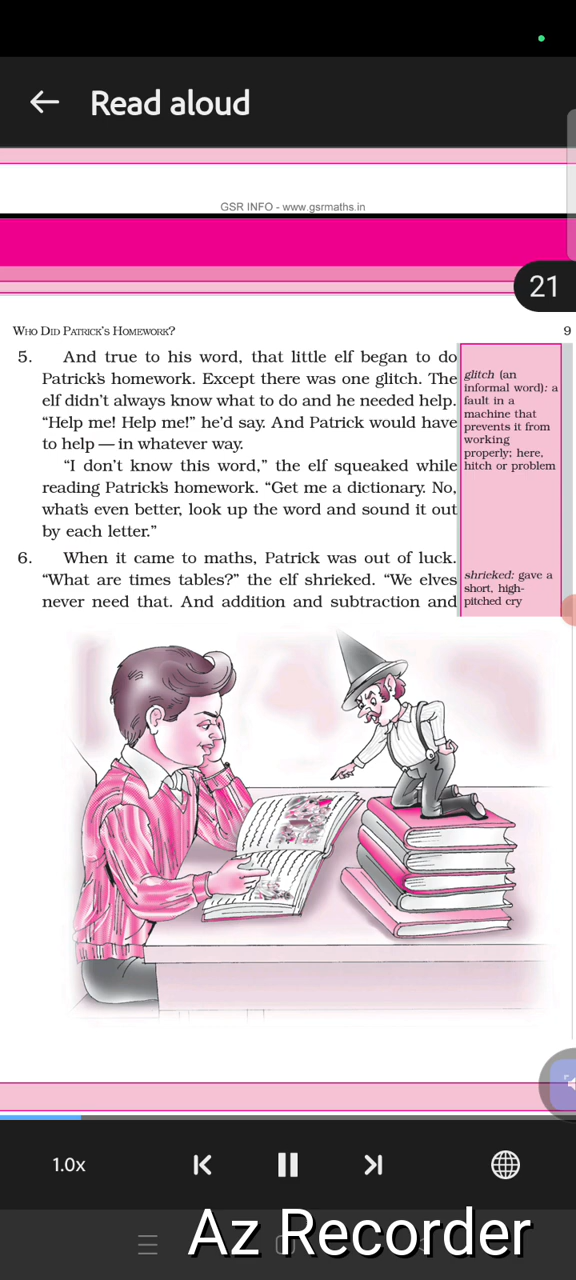 Read aloud
GSR INFO - www.gsrmaths.in
21
WHO DID PATRICK'S HOMEWORK?
9
5. And true to his word, that little elf began to do
Patrick's homework. Except there was one glitch. The
elf didn't always know what to do and he needed help.
“Help me! Help me!” he'd say. And Patrick would have
to help — in whatever way.
“I don't know this word,” the elf squeaked while
reading Patrick's homework. “Get me a dictionary. No,
what's even better, look up the word and sound it out
by each letter.”
6. When it came to maths, Patrick was out of luck.
“What are times tables?” the elf shrieked. “We elves
never need that. And addition and subtraction and
glitch (an
informal word): a
fault in a
machine that
prevents it from
working
properly; here,
hitch or problem
shrieked: gave a
short, high-
pitched cry
1.0x
Az Recorder